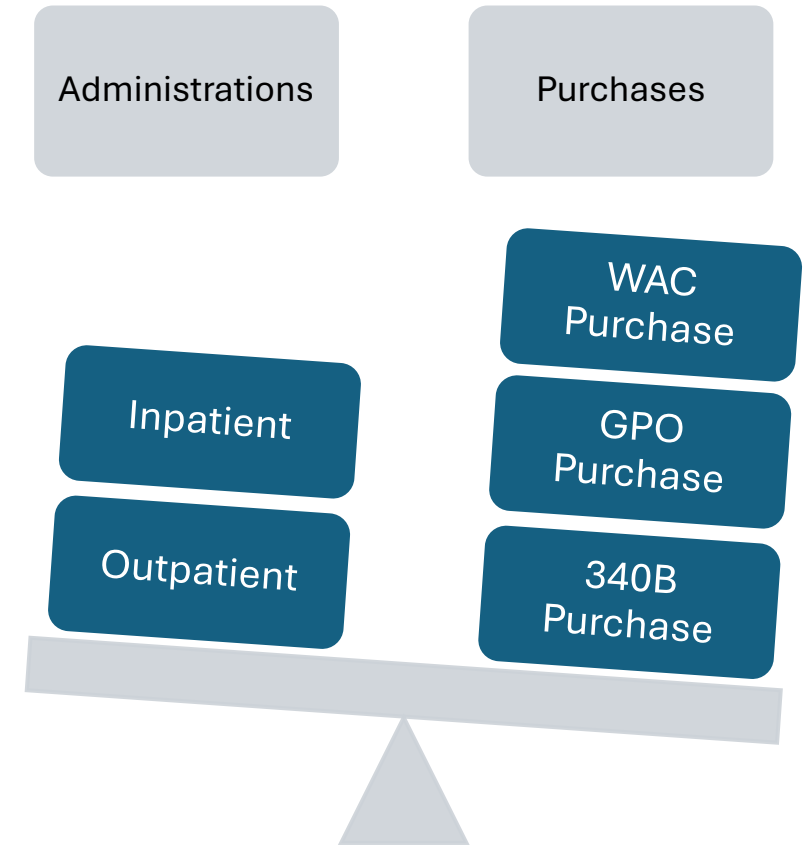 Administrations
Purchases
Inpatient
Outpatient
WAC
Purchase
GPO
Purchase
340B
Purchase